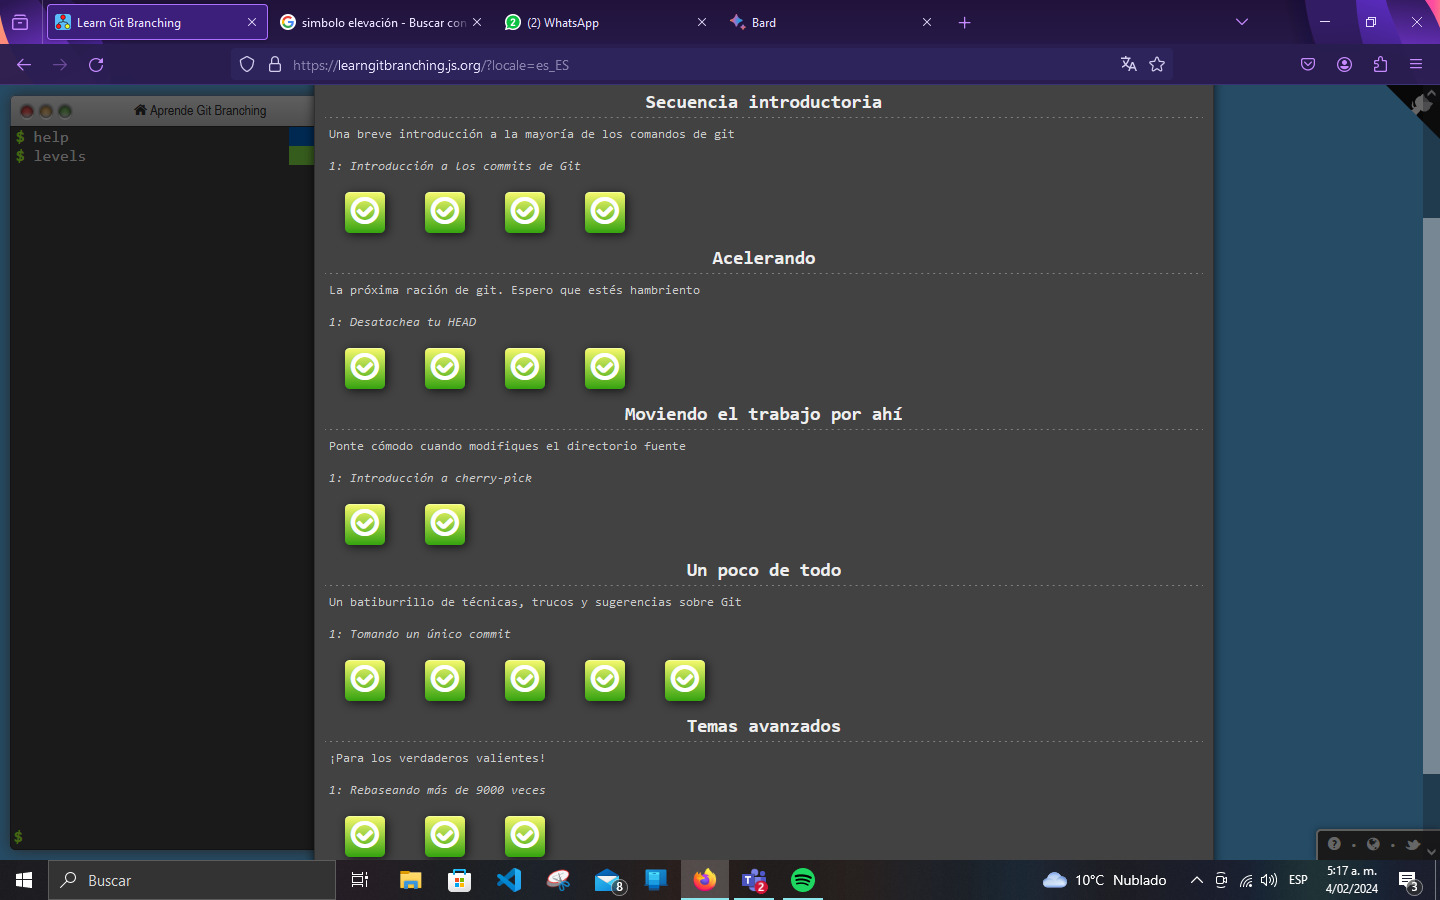 Learn Git Branching
simbolo elevación - Buscar con
(2) WhatsApp
Bard
https://learngitbranching.js.org/?locale=es_ES
Aprende Git Branching
$ help
$ levels
$
Secuencia introductoria
Una breve introducción a la mayoría de los comandos de git
1: Introducción a los commits de Git
Acelerando
La próxima ración de git. Espero que estés hambriento
1: Desatachea tu HEAD
Moviendo el trabajo por ahí
Ponte cómodo cuando modifiques el directorio fuente
1: Introducción a cherry-pick
Un poco de todo
Un batiburrillo de técnicas, trucos y sugerencias sobre Git
1: Tomando un único commit
Temas avanzados
¡Para los verdaderos valientes!
1: Rebaseando más de 9000 veces
Buscar
8
2
10°C Nublado
ESP
5:17 a. m.
4/02/2024
3